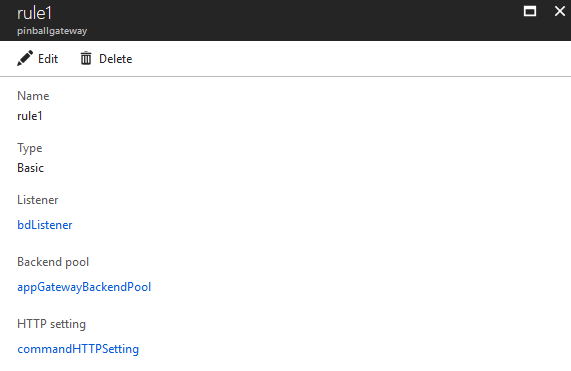 rule1
pinballgateway
Edit Delete
Name
rule1
Type
Basic
Listener
bdListener
Backend pool
appGatewayBackendPool
HTTP setting
commandHTTPSetting